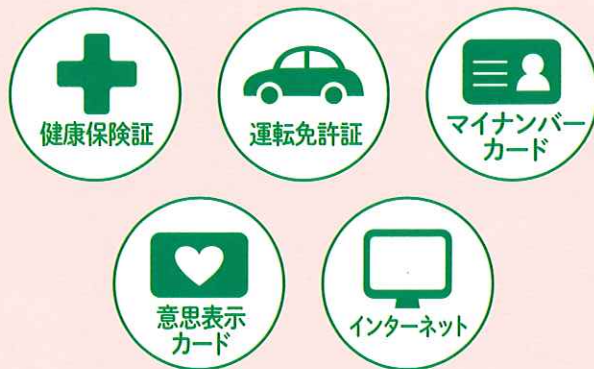 健康保険証
運転免許証
マイナンバー
カード
意思表示
カード
インターネット